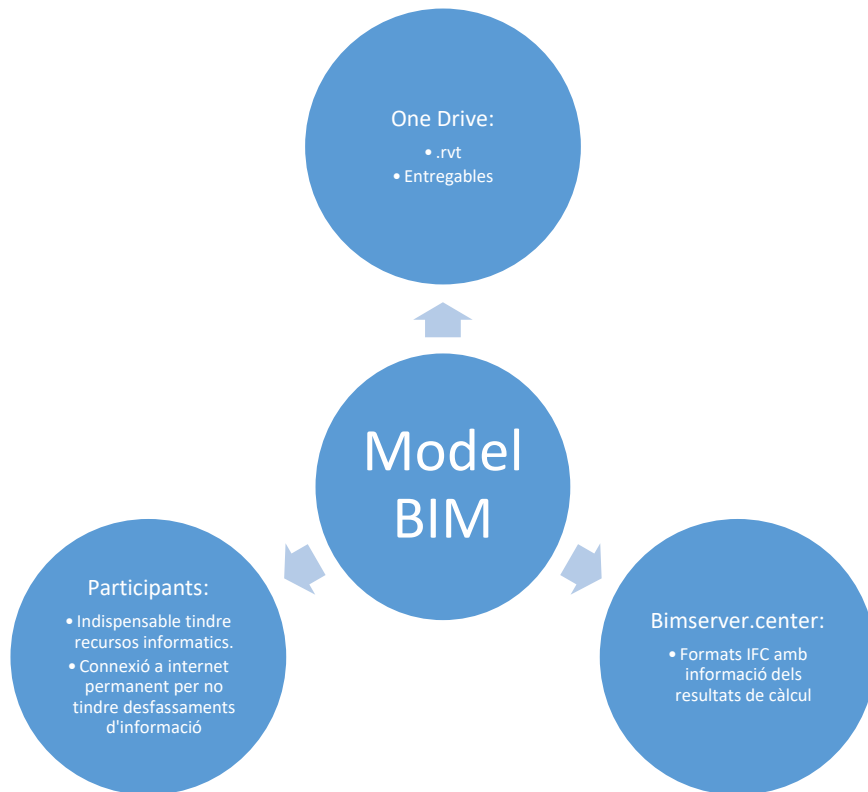 One Drive:
• .rvt
• Entregables
Model
BIM
Participants:
• Indispensable tindre
recursos informatics.
• Connexió a internet
permanent per no
tindre desfassaments
d'informació
Bimserver.center:
• Formats IFC amb
informació dels
resultats de càlcul